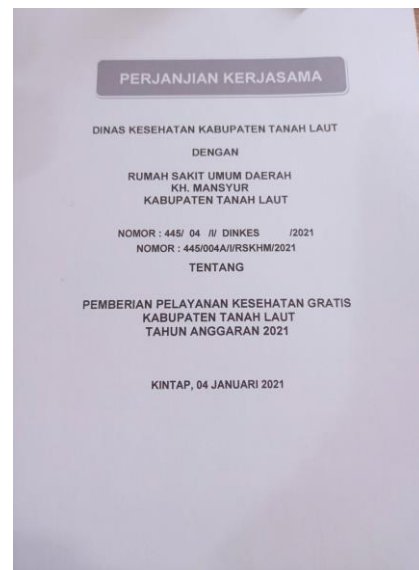 PERJANJIAN KERJASAMA
DINAS KESEHATAN KABUPATEN TANAH LAUT
DENGAN
RUMAH SAKIT UMUM DAERAH
KH. MANSYUR
KABUPATEN TANAH LAUT
NOMOR : 445/ 04 /I/ DINKES /2021
NOMOR : 445/004A/I/RSKHM/2021
TENTANG
PEMBERIAN PELAYANAN KESEHATAN GRATIS
KABUPATEN TANAH LAUT
TAHUN ANGGARAN 2021
KINTAP, 04 JANUARI 2021